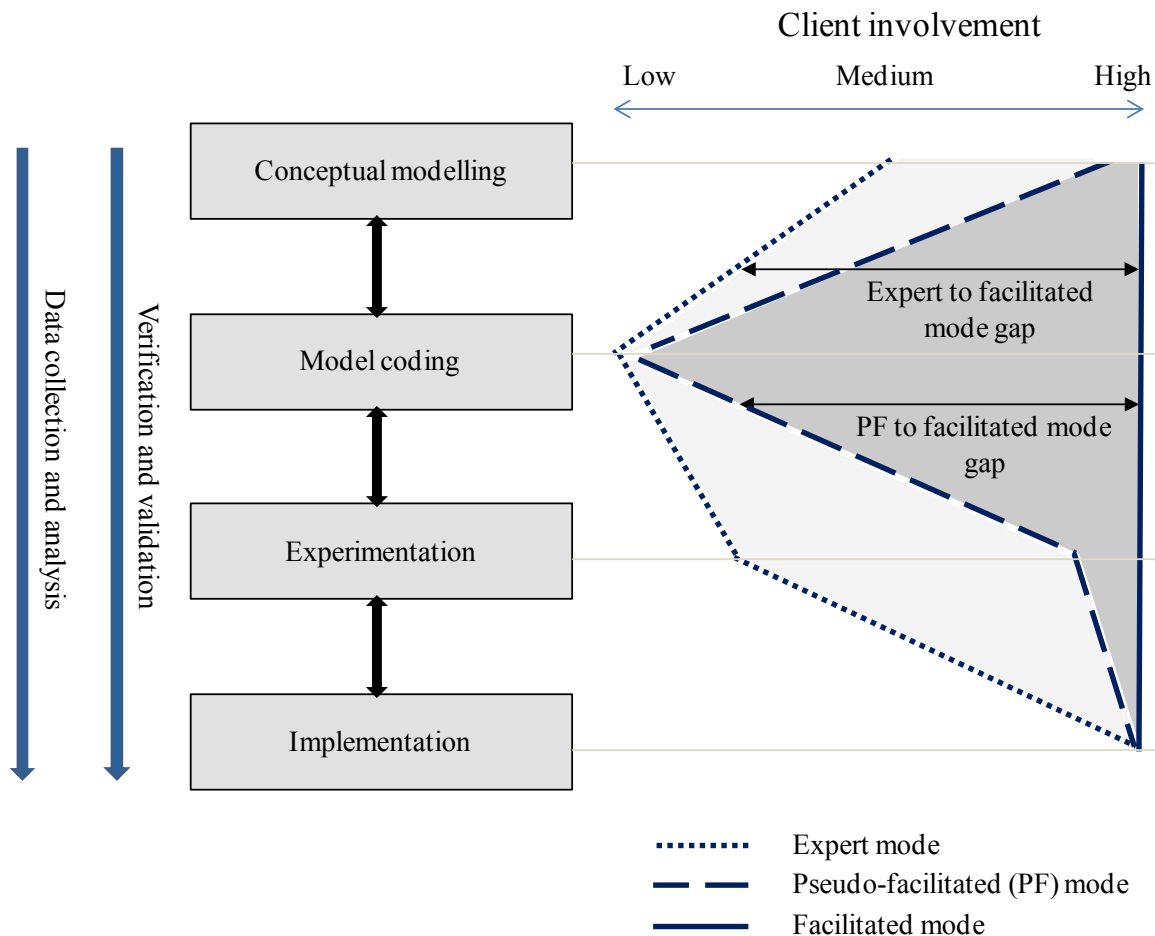 Client involvement
Low Medium High
Conceptual modelling
Expert to facilitated
mode gap
Model coding
PF to facilitated mode
gap
Experimentation
Implementation
Data collection and analysis
Verification and validation
Expert mode
Pseudo-facilitated (PF) mode
Facilitated mode